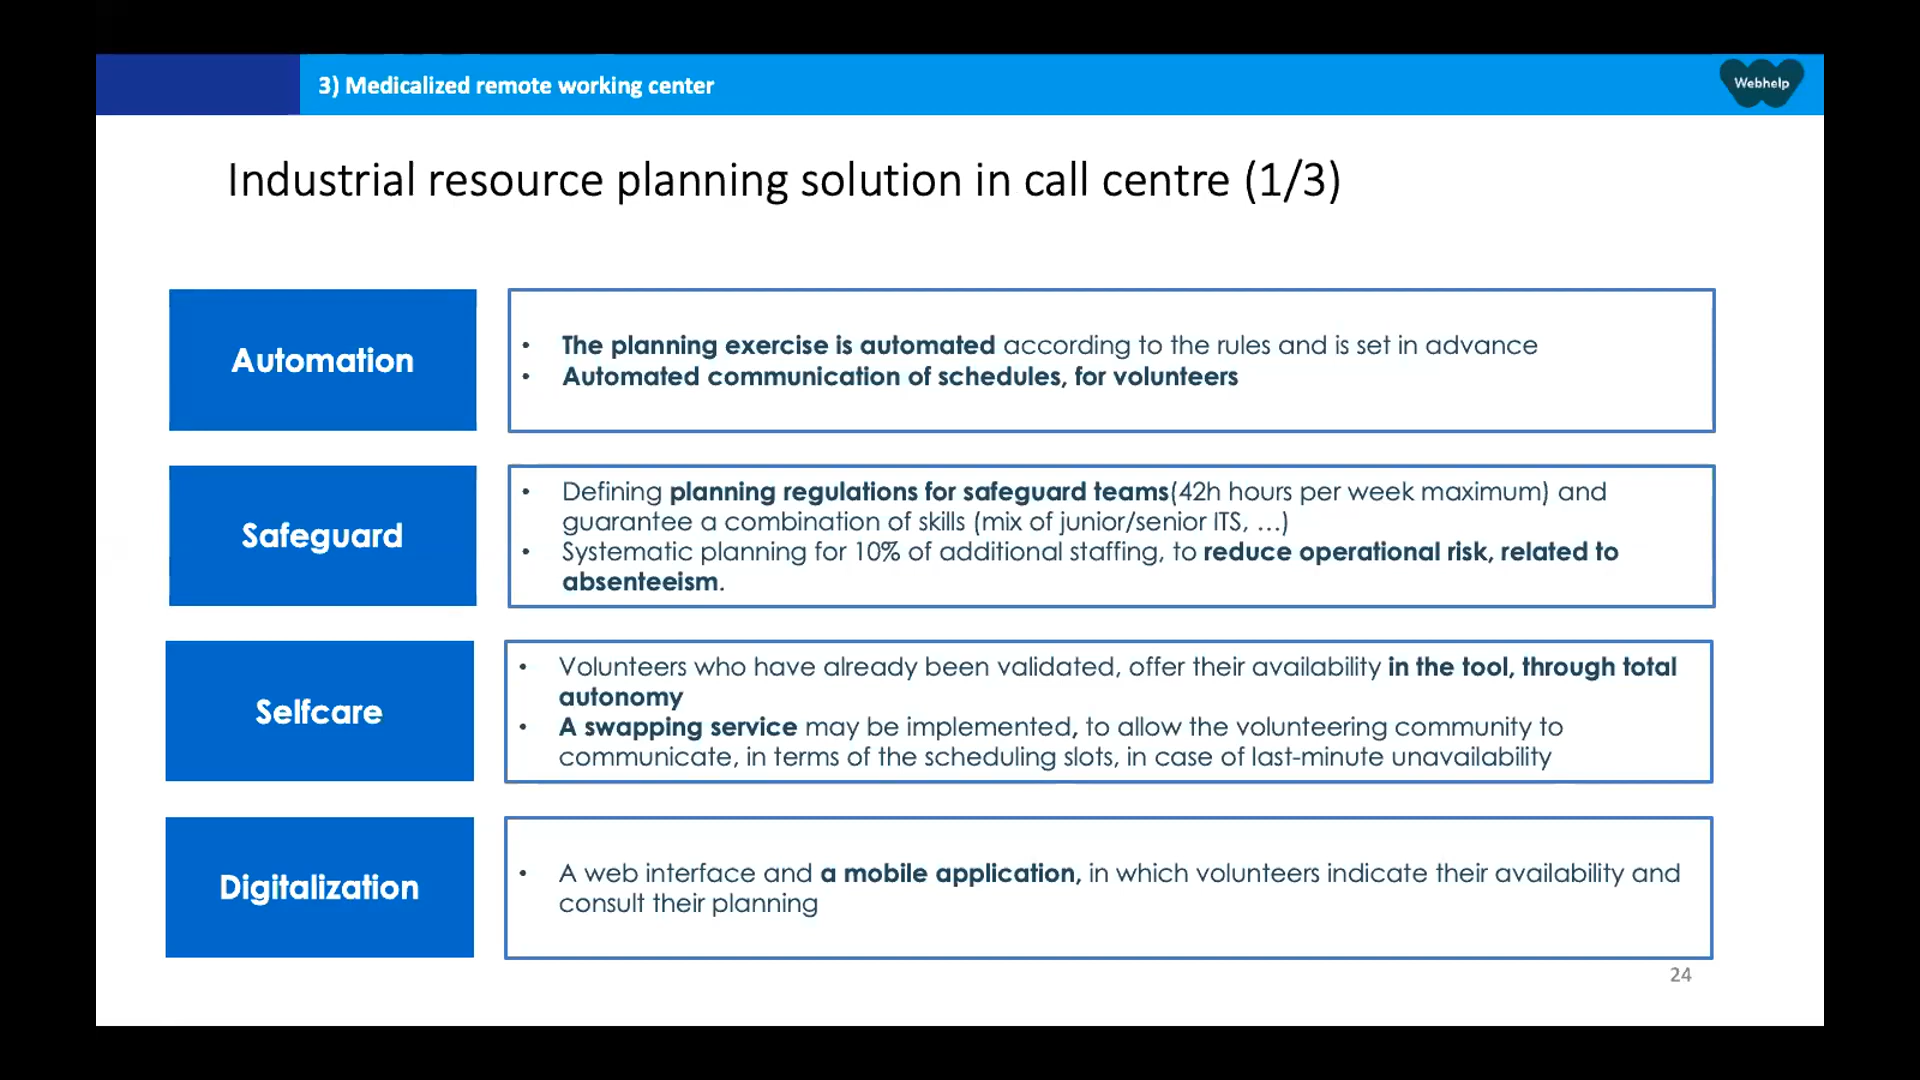 3) Medicalized remote working center
Webhelp
Industrial resource planning solution in call centre (1/3)
Automation
• The planning exercise is automated according to the rules and is set in advance
• Automated communication of schedules, for volunteers
Safeguard
• Defining planning regulations for safeguard teams(42h hours per week maximum) and
guarantee a combination of skills (mix of junior/senior ITS, …)
• Systematic planning for 10% of additional staffing, to reduce operational risk, related to
absenteeism.
Selfcare
• Volunteers who have already been validated, offer their availability in the tool, through total
autonomy
• A swapping service may be implemented, to allow the volunteering community to
communicate, in terms of the scheduling slots, in case of last-minute unavailability
Digitalization
• A web interface and a mobile application, in which volunteers indicate their availability and
consult their planning
24